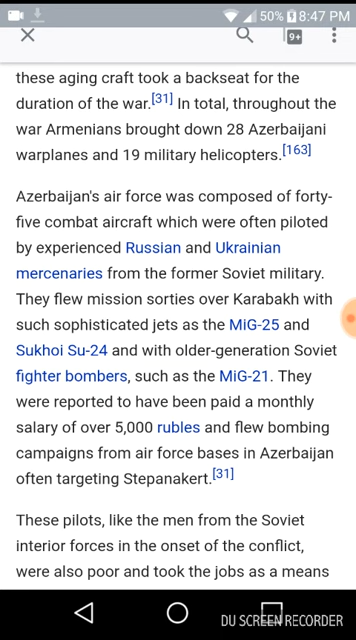 50% 8:47 PM
9+
these aging craft took a backseat for the
duration of the war.[31] In total, throughout the
war Armenians brought down 28 Azerbaijani
warplanes and 19 military helicopters.[163]
Azerbaijan's air force was composed of forty-
five combat aircraft which were often piloted
by experienced Russian and Ukrainian
mercenaries from the former Soviet military.
They flew mission sorties over Karabakh with
such sophisticated jets as the MiG-25 and
Sukhoi Su-24 and with older-generation Soviet
fighter bombers, such as the MiG-21. They
were reported to have been paid a monthly
salary of over 5,000 rubles and flew bombing
campaigns from air force bases in Azerbaijan
often targeting Stepanakert.[31]
These pilots, like the men from the Soviet
interior forces in the onset of the conflict,
were also poor and took the jobs as a means
DU SCREEN RECORDER